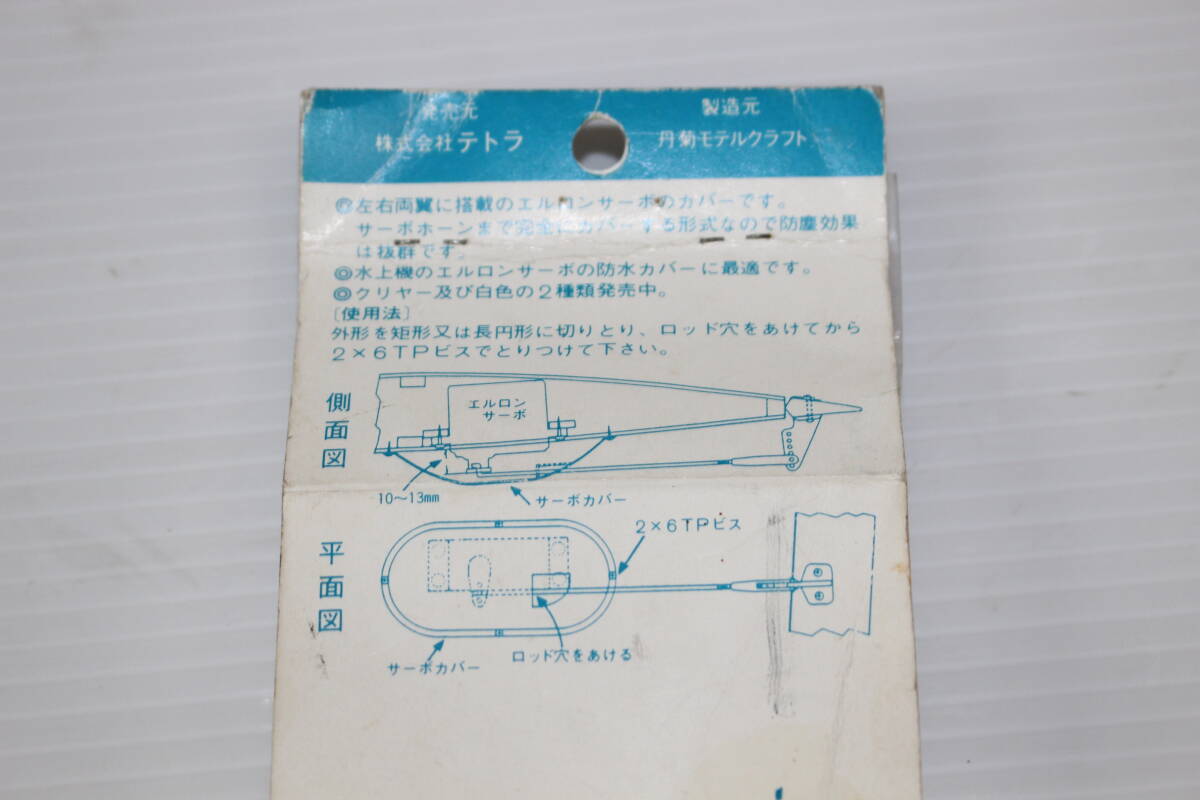 発売元
株式会社 テトラ
製造元
丹菊モデルクラフト
◎左右両翼に搭載のエルロンサーボのカバーです。
サーボホーンまで完全にカバーする形式なので防塵効果
は抜群です。
◎水上機のエルロンサーボの防水カバーに最適です。
◎クリヤー及び白色の2種類発売中。
〔使用法〕
外形を矩形又は長円形に切りとり、ロッド穴をあけてから
2×6TPビスでとりつけて下さい。
側面図
エルロン
サーボ
10〜13mm
サーボカバー
平面図
2×6TPビス
サーボカバー
ロッド穴をあける